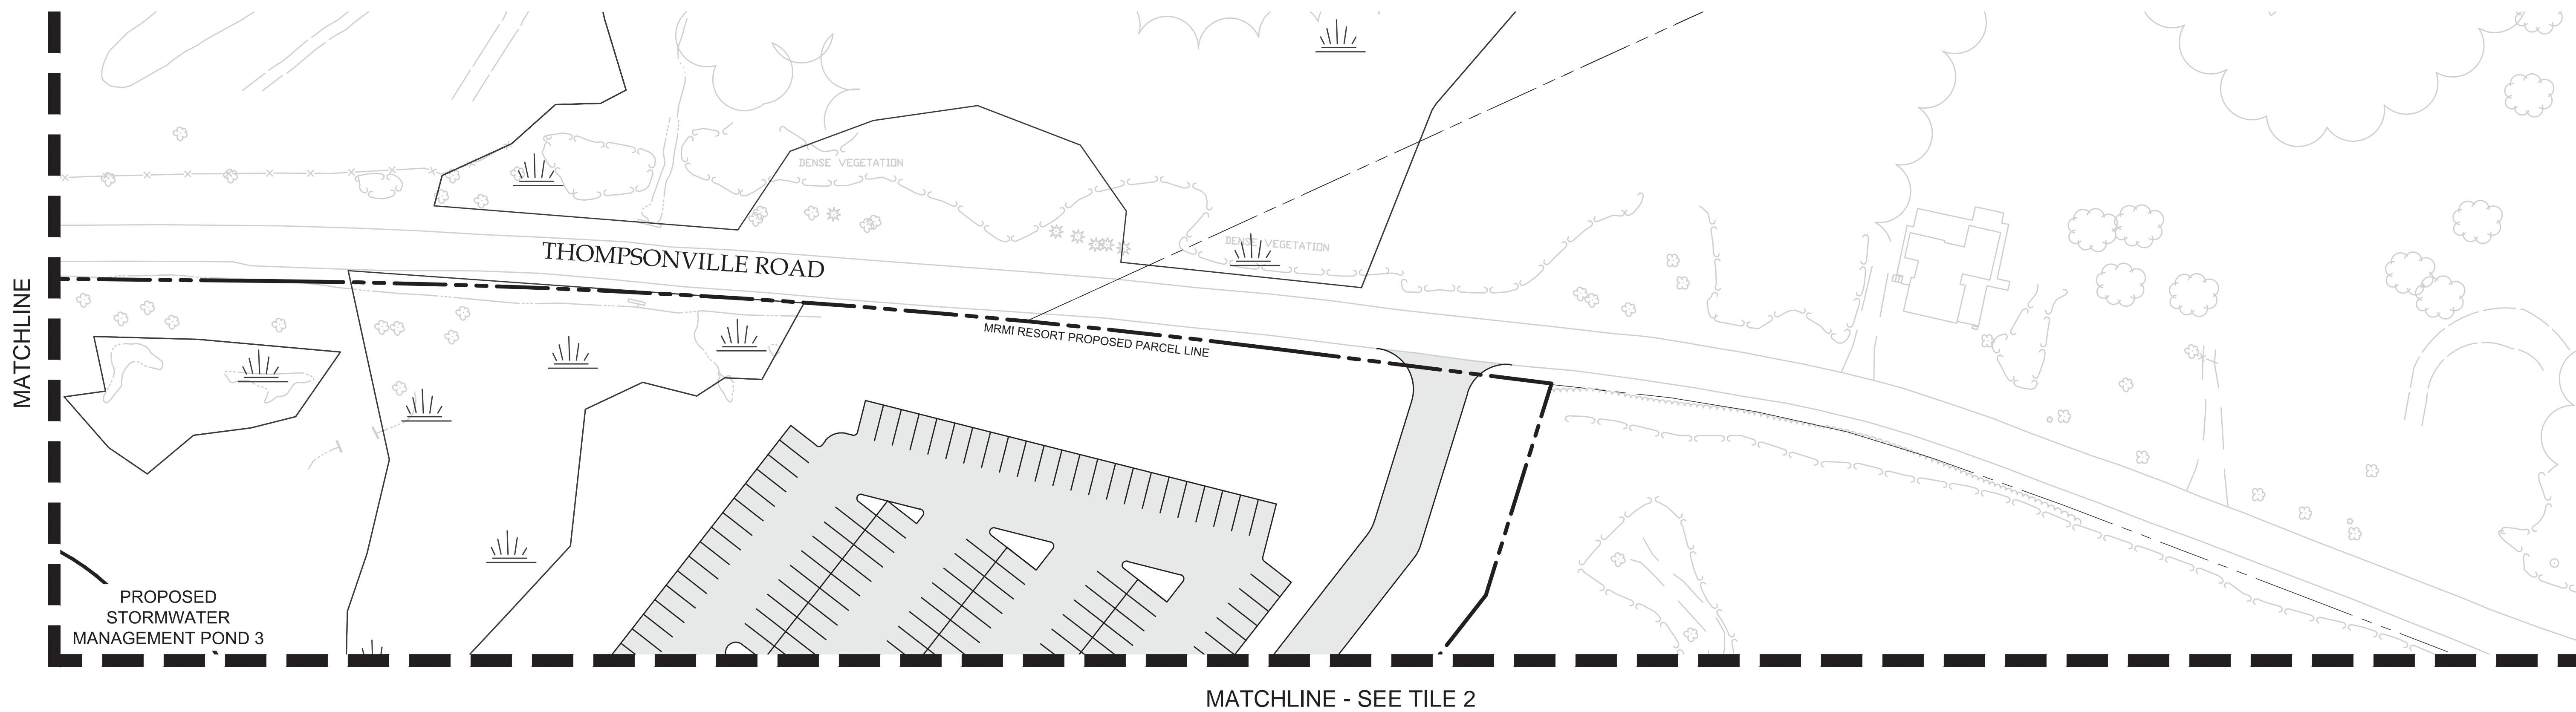 DENSE VEGETATION
DENSE VEGETATION
THOMPSONVILLE ROAD
MRMI RESORT PROPOSED PARCEL LINE
MATCHLINE
PROPOSED
STORMWATER
MANAGEMENT POND 3
MATCHLINE - SEE TILE 2